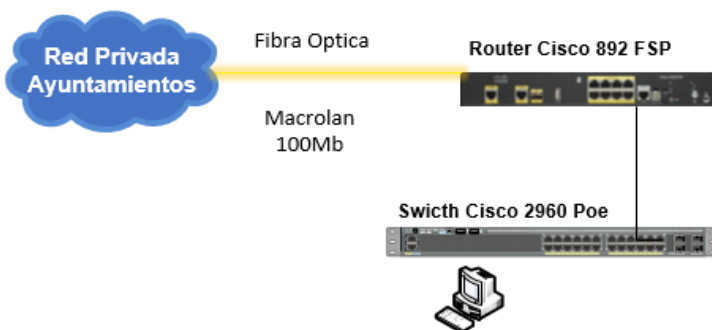 Red Privada
Ayuntamientos
Fibra Optica
Macrolan
100Mb
Router Cisco 892 FSP
Swicth Cisco 2960 Poe